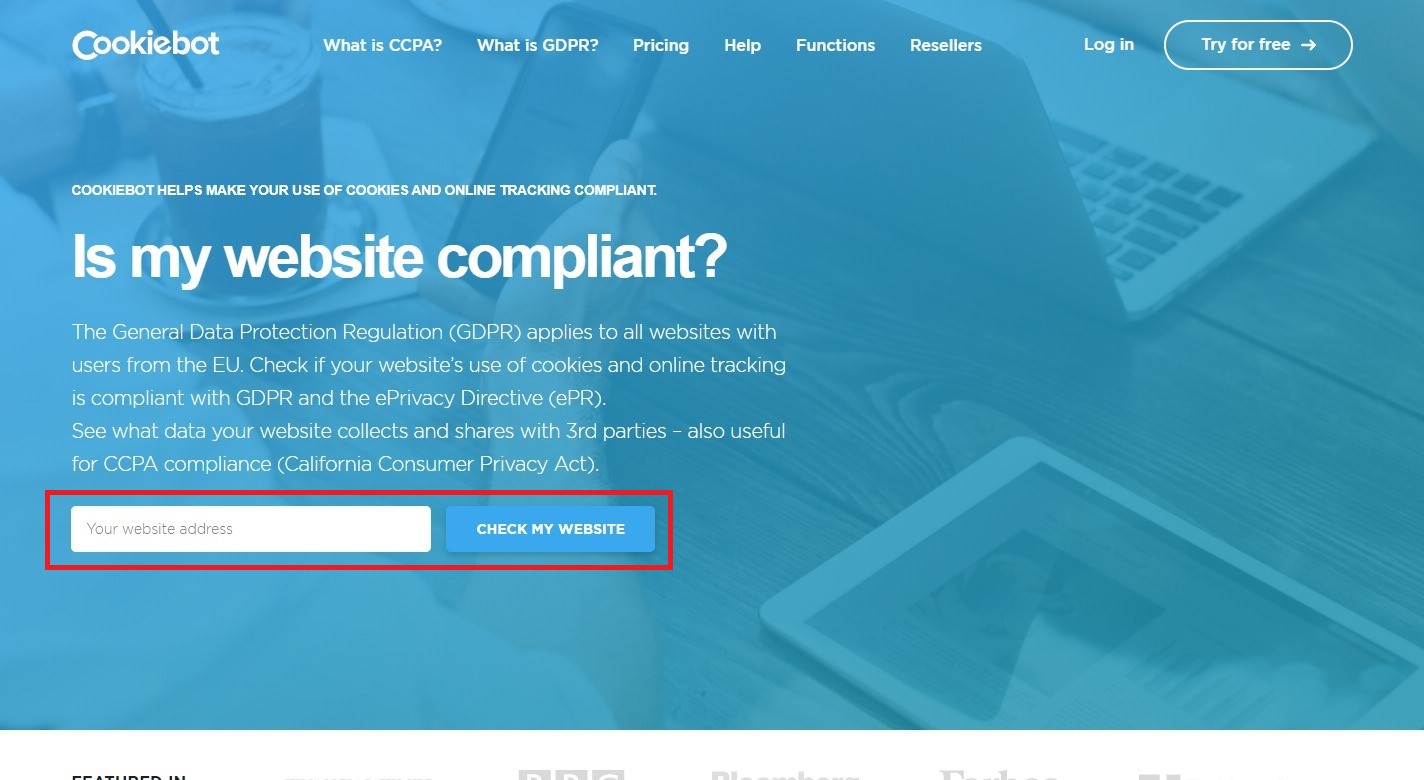 Cookiebot
What is CCPA? What is GDPR? Pricing Help Functions Resellers Log in Try for free →
COOKIEBOT HELPS MAKE YOUR USE OF COOKIES AND ONLINE TRACKING COMPLIANT.
Is my website compliant?
The General Data Protection Regulation (GDPR) applies to all websites with
users from the EU. Check if your website’s use of cookies and online tracking
is compliant with GDPR and the ePrivacy Directive (ePR).
See what data your website collects and shares with 3rd parties – also useful
for CCPA compliance (California Consumer Privacy Act).
Your website address CHECK MY WEBSITE
FEATURED IN BBC Bloomberg Forbes